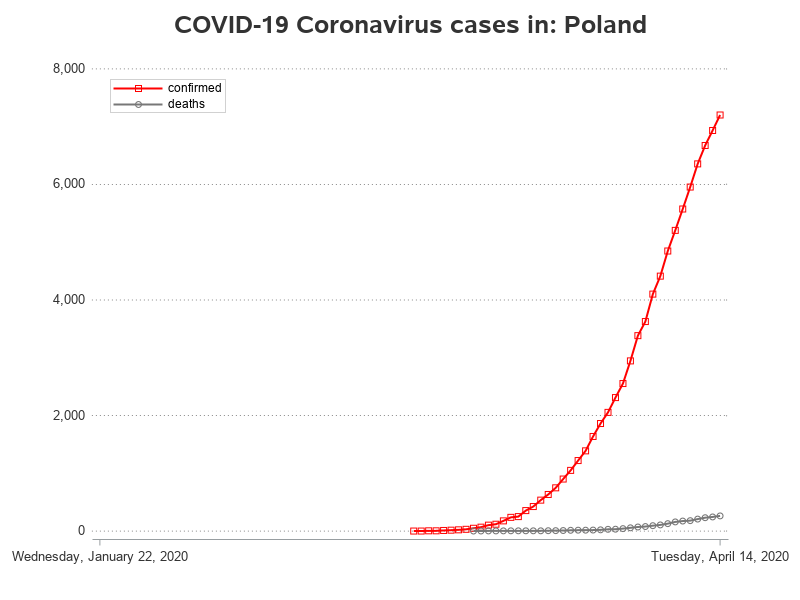 COVID-19 Coronavirus cases in: Poland
8,000
confirmed
deaths
6,000
4,000
2,000
0
Wednesday, January 22, 2020
Tuesday, April 14, 2020